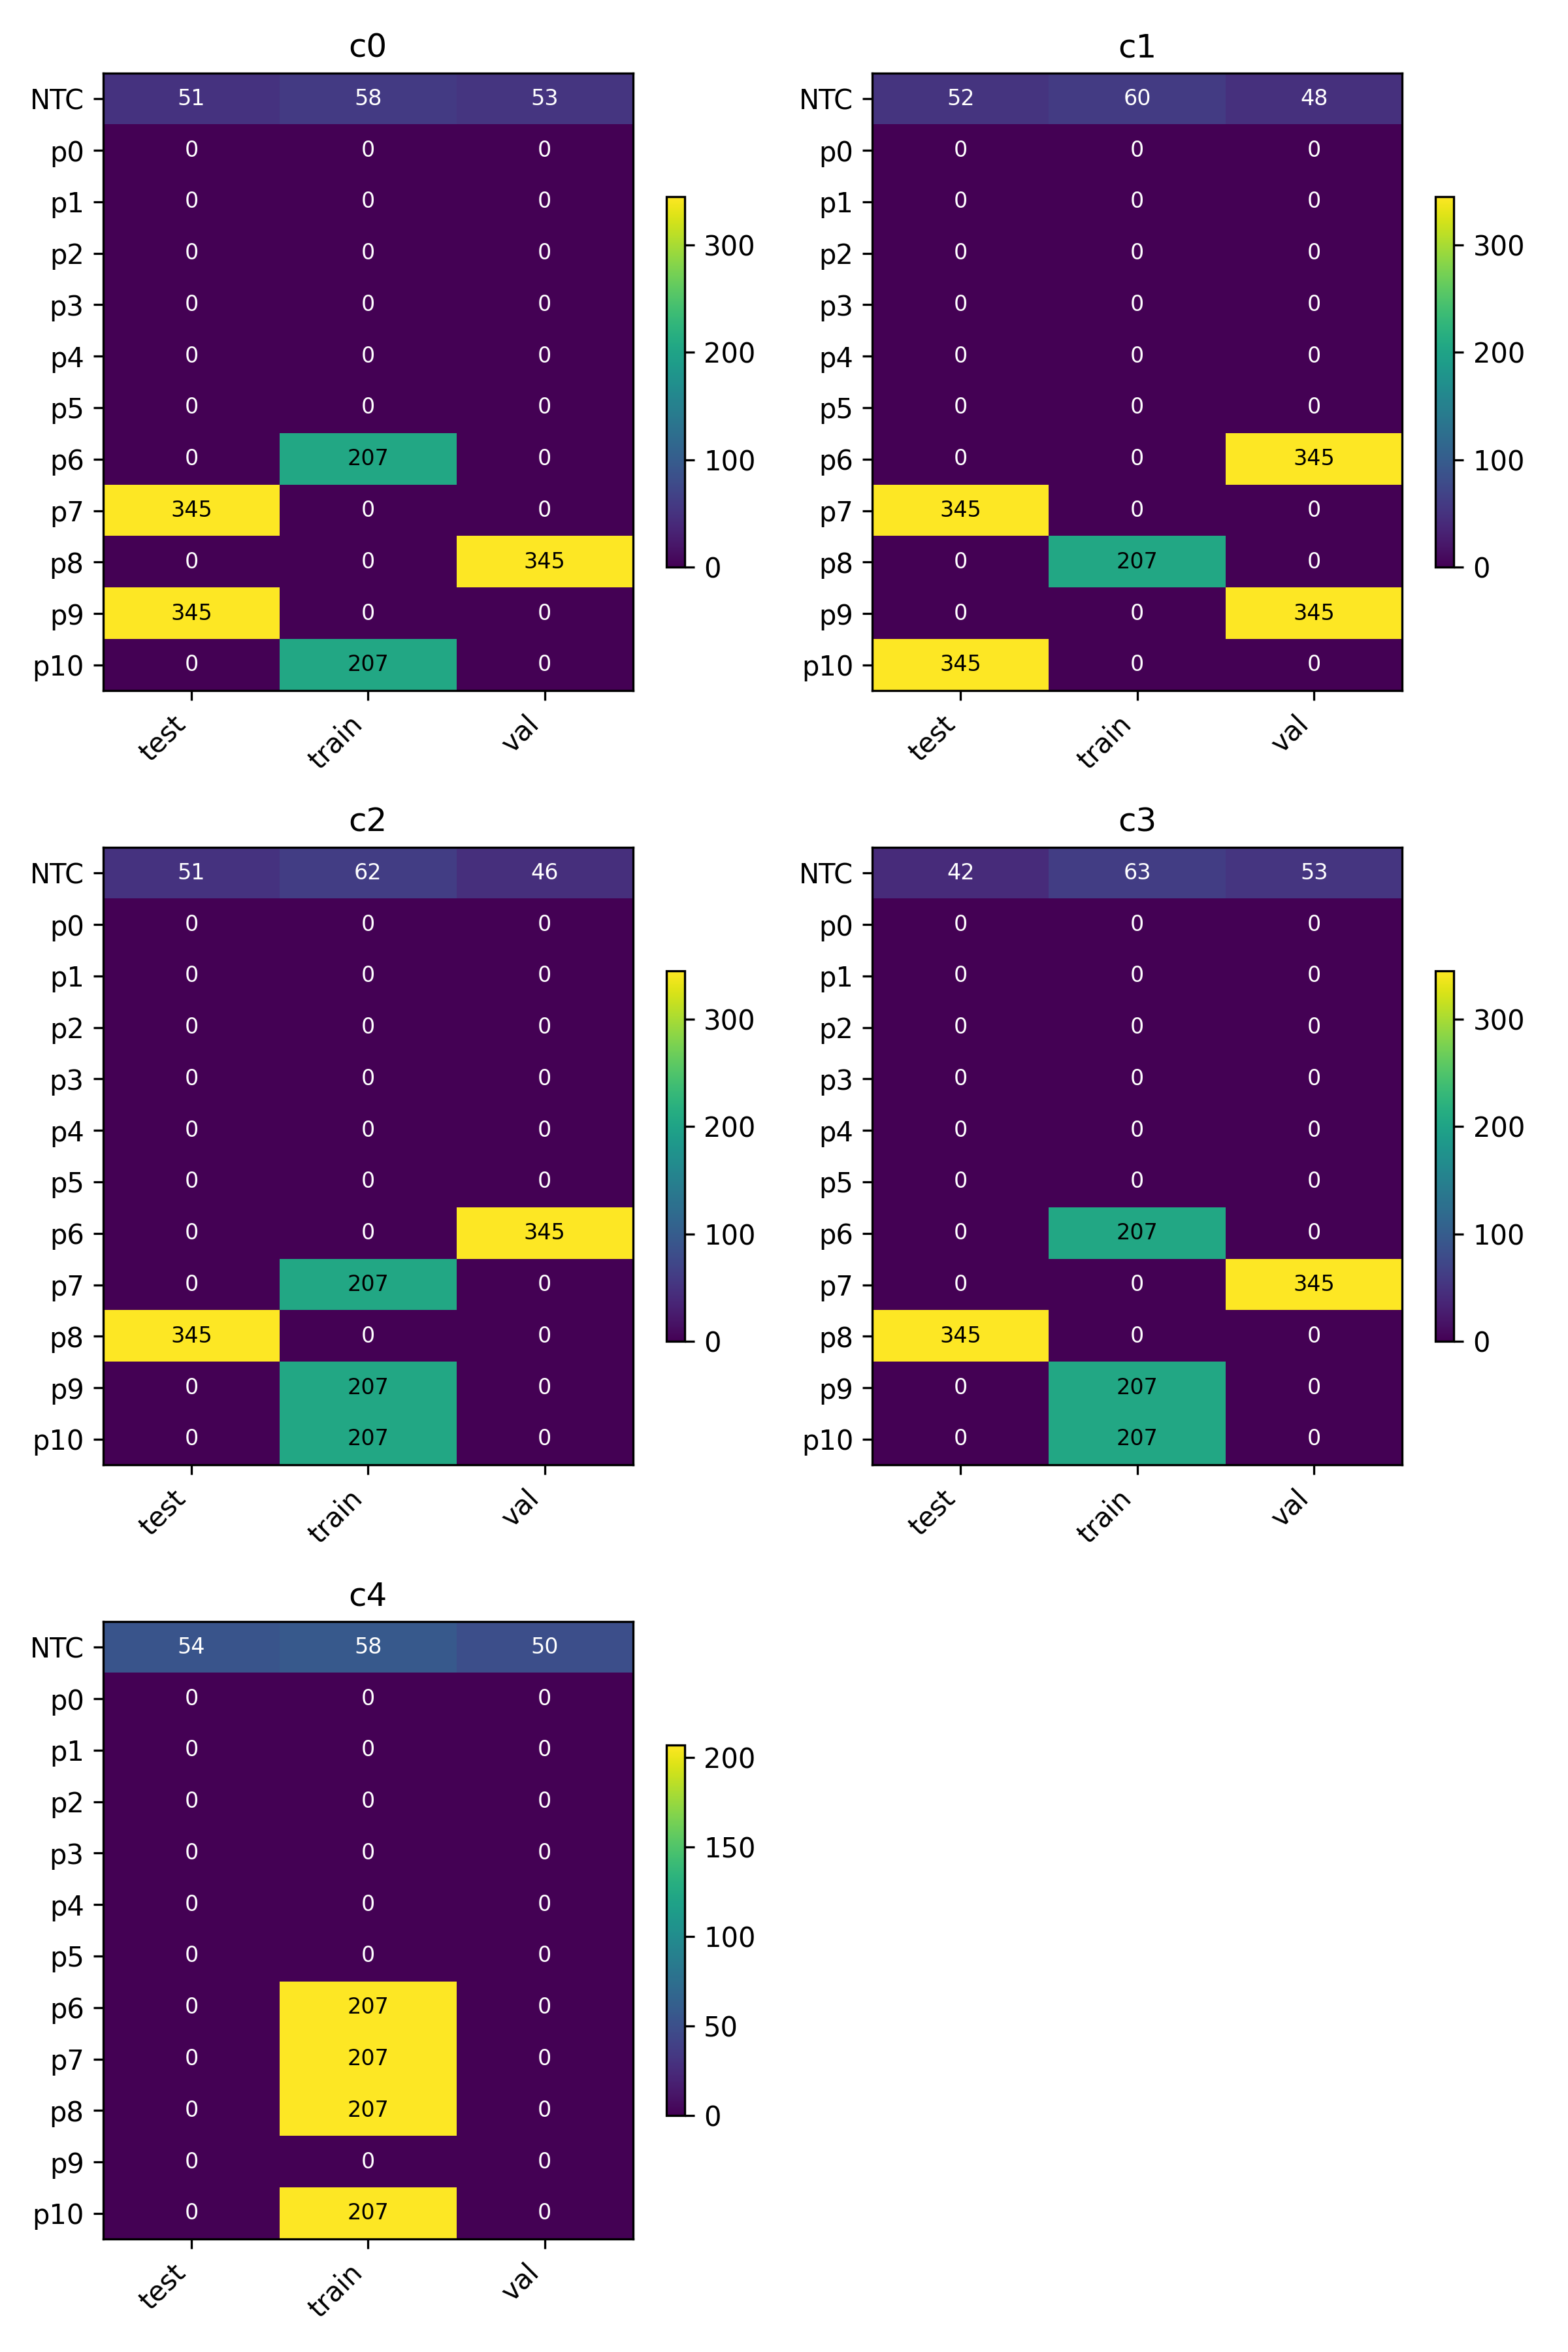 c0
NTC 51 58 53
p0 0 0 0
p1 0 0 0
p2 0 0 0
p3 0 0 0
p4 0 0 0
p5 0 0 0
p6 0 207 0
p7 345 0 0
p8 0 0 345
p9 345 0 0
p10 0 207 0
test train val
300
200
100
0
c1
NTC 52 60 48
p0 0 0 0
p1 0 0 0
p2 0 0 0
p3 0 0 0
p4 0 0 0
p5 0 0 0
p6 0 0 345
p7 345 0 0
p8 0 207 0
p9 0 0 345
p10 345 0 0
test train val
300
200
100
0
c2
NTC 51 62 46
p0 0 0 0
p1 0 0 0
p2 0 0 0
p3 0 0 0
p4 0 0 0
p5 0 0 0
p6 0 0 345
p7 0 207 0
p8 345 0 0
p9 0 207 0
p10 0 207 0
test train val
300
200
100
0
c3
NTC 42 63 53
p0 0 0 0
p1 0 0 0
p2 0 0 0
p3 0 0 0
p4 0 0 0
p5 0 0 0
p6 0 207 0
p7 0 0 345
p8 345 0 0
p9 0 207 0
p10 0 207 0
test train val
300
200
100
0
c4
NTC 54 58 50
p0 0 0 0
p1 0 0 0
p2 0 0 0
p3 0 0 0
p4 0 0 0
p5 0 0 0
p6 0 207 0
p7 0 207 0
p8 0 207 0
p9 0 0 0
p10 0 207 0
test train val
200
150
100
50
0